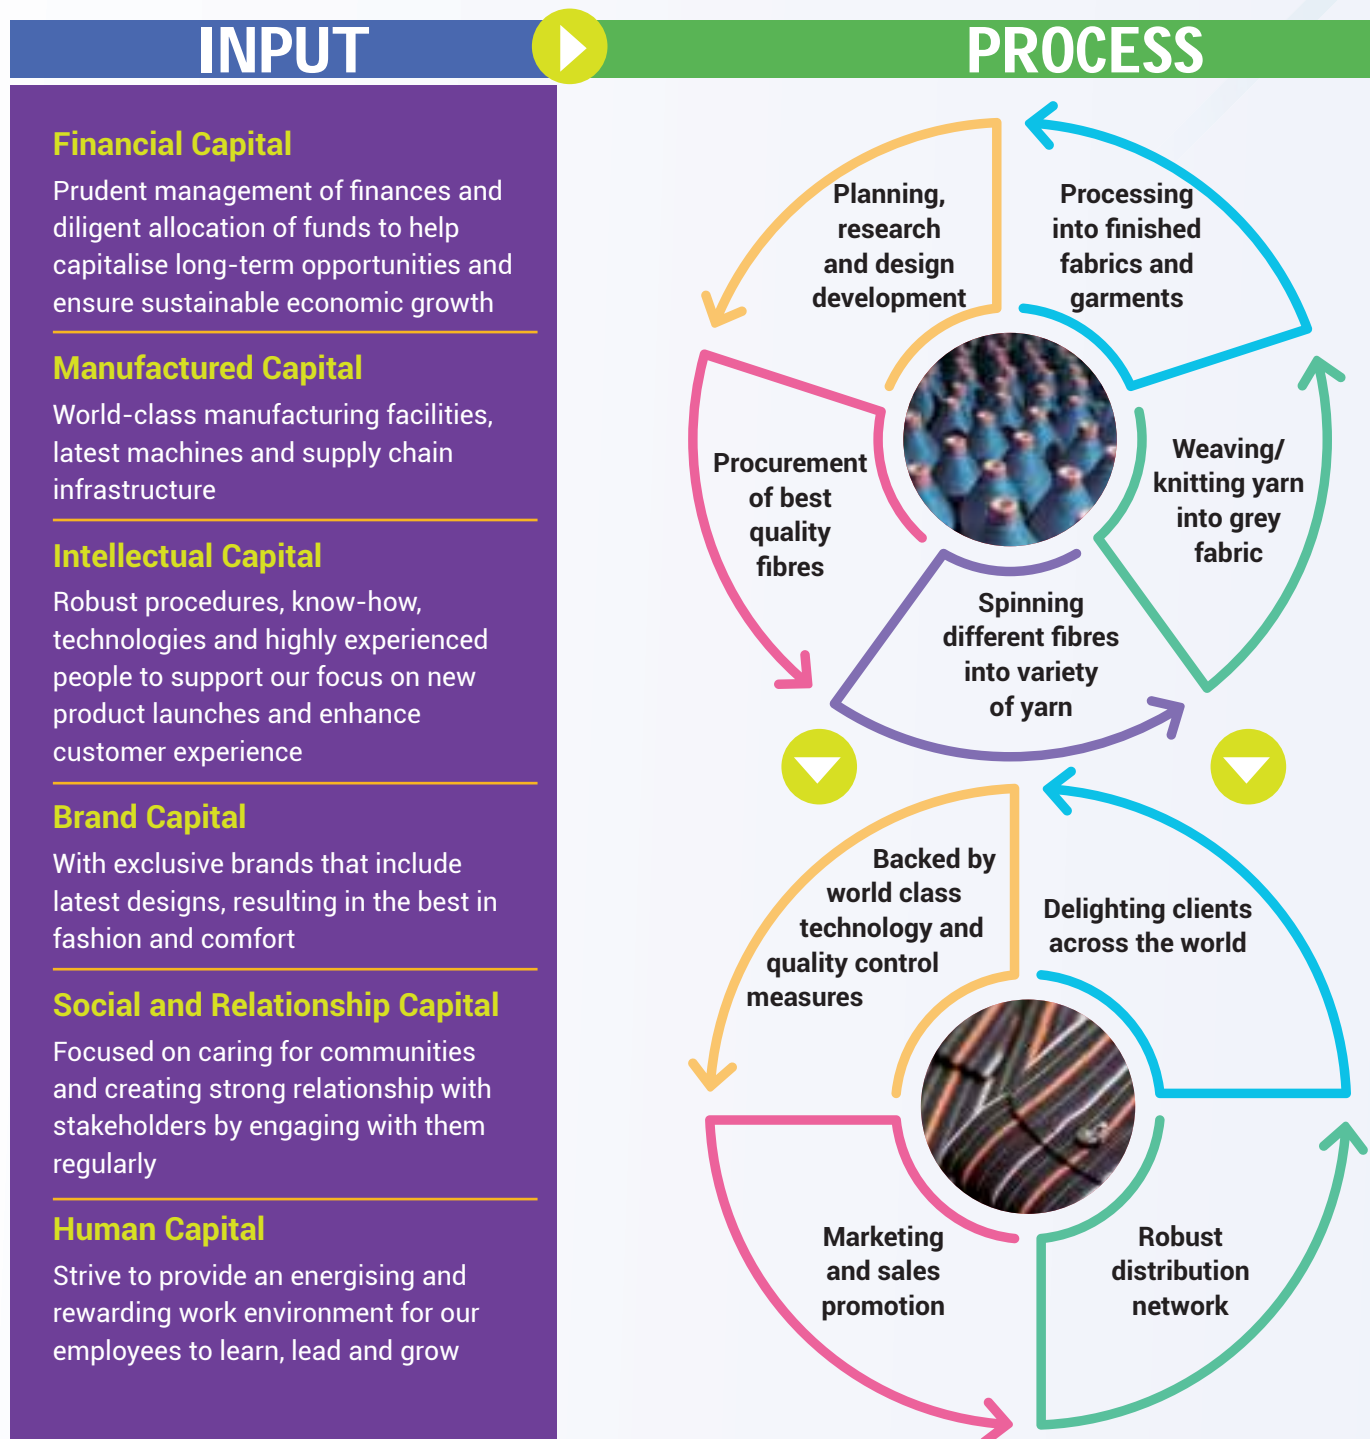 INPUT
PROCESS
Financial Capital
Prudent management of finances and
diligent allocation of funds to help
capitalise long-term opportunities and
ensure sustainable economic growth
Manufactured Capital
World-class manufacturing facilities,
latest machines and supply chain
infrastructure
Intellectual Capital
Robust procedures, know-how,
technologies and highly experienced
people to support our focus on new
product launches and enhance
customer experience
Brand Capital
With exclusive brands that include
latest designs, resulting in the best in
fashion and comfort
Social and Relationship Capital
Focused on caring for communities
and creating strong relationship with
stakeholders by engaging with them
regularly
Human Capital
Strive to provide an energising and
rewarding work environment for our
employees to learn, lead and grow
Planning,
research
and design
development
Procurement
of best
quality
fibres
Spinning
different fibres
into variety
of yarn
Weaving/
knitting yarn
into grey
fabric
Processing
into finished
fabrics and
garments
Backed by
world class
technology and
quality control
measures
Marketing
and sales
promotion
Robust
distribution
network
Delighting clients
across the world